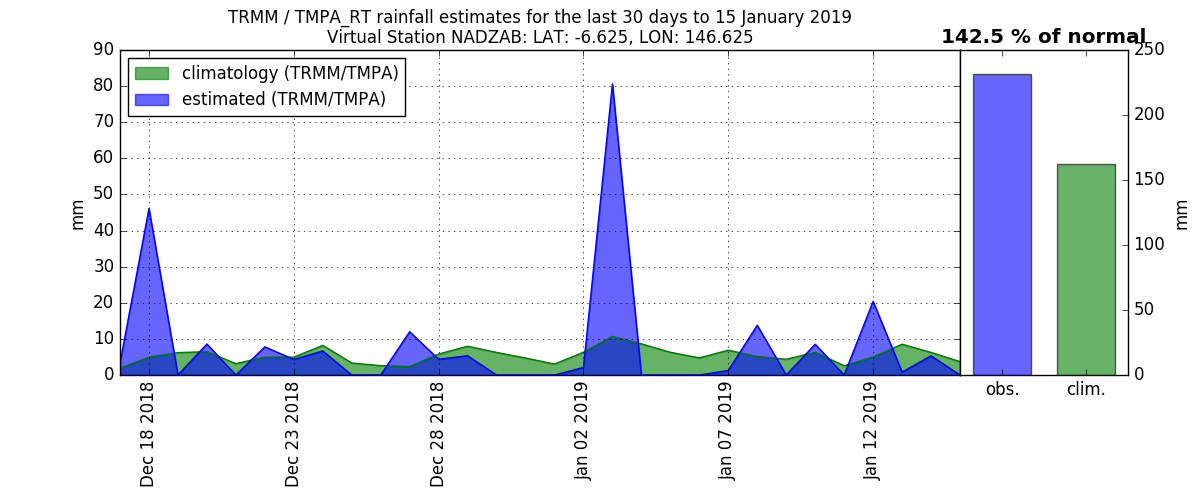 TRMM / TMPA_RT rainfall estimates for the last 30 days to 15 January 2019
Virtual Station NADZAB: LAT: -6.625, LON: 146.625
142.5 % of normal
climatology (TRMM/TMPA)
estimated (TRMM/TMPA)
90
80
70
60
50
40
30
20
10
0
mm
Dec 18 2018
Dec 23 2018
Dec 28 2018
Jan 02 2019
Jan 07 2019
Jan 12 2019
obs.
clim.
250
200
150
100
50
0
mm